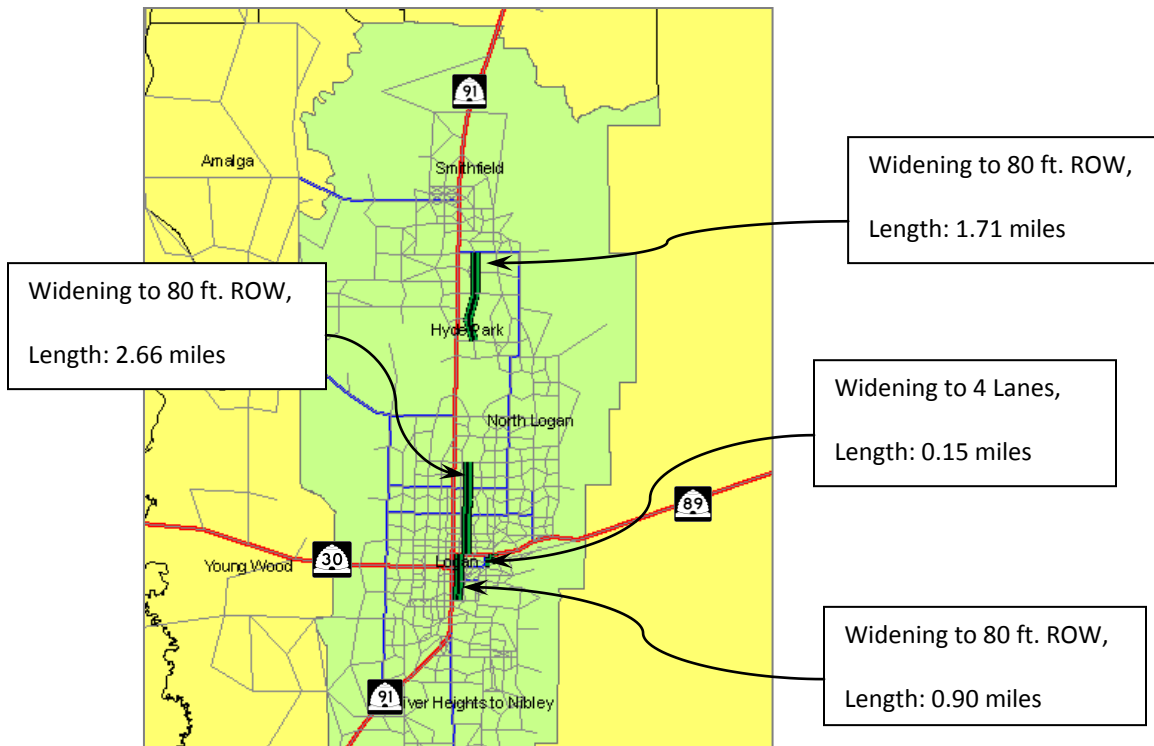 91
Amalga
Smithfield
Widening to 80 ft. ROW,
Length: 1.71 miles
Widening to 80 ft. ROW,
Length: 2.66 miles
Hyde Park
Widening to 4 Lanes,
Length: 0.15 miles
North Logan
89
30
Young Wood
Logan
Widening to 80 ft. ROW,
Length: 0.90 miles
91
iver Heights to Nibley